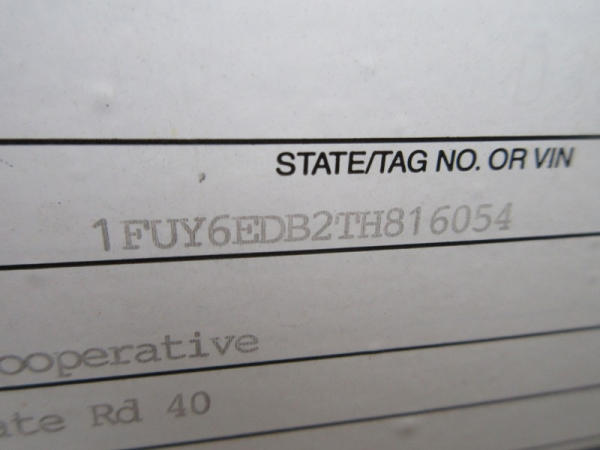 STATE/TAG NO. OR VIN
1FUY6EDB2TH816054
ooperative
ate Rd 40